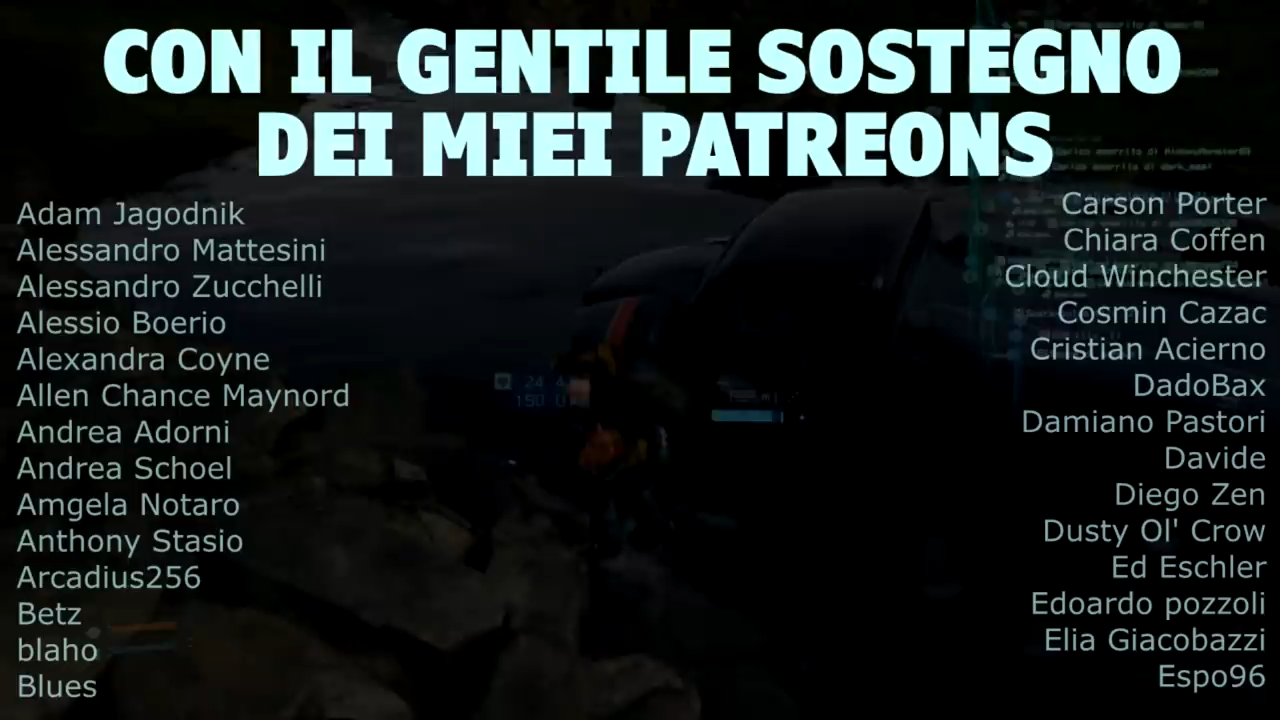 CON IL GENTILE SOSTEGNO
DEI MIEI PATREONS
Adam Jagodnik
Alessandro Mattesini
Alessandro Zucchelli
Alessio Boerio
Alexandra Coyne
Allen Chance Maynord
Andrea Adorni
Andrea Schoel
Amgela Notaro
Anthony Stasio
Arcadius256
Betz
blaho
Blues
Carson Porter
Chiara Coffen
Cloud Winchester
Cosmin Cazac
Cristian Acierno
DadoBax
Damiano Pastori
Davide
Diego Zen
Dusty Ol' Crow
Ed Eschler
Edoardo pozzoli
Elia Giacobazzi
Espo96
24
150